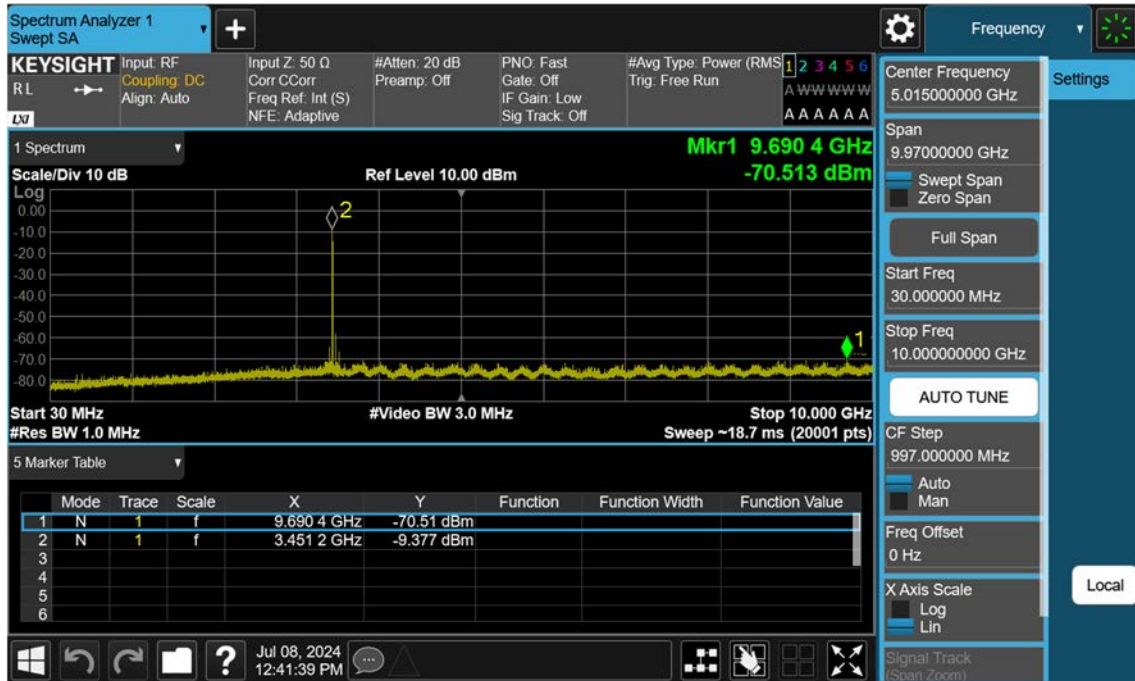 Spectrum Analyzer 1
Swept SA
Frequency
KEYSIGHT
RL
LXI
Input: RF
Coupling: DC
Align: Auto
Input Z: 50 Ω
Corr CCorr
Freq Ref: Int (S)
NFE: Adaptive
#Atten: 20 dB
Preamp: Off
PNO: Fast
Gate: Off
IF Gain: Low
Sig Track: Off
#Avg Type: Power (RMS
Trig: Free Run
1 2 3 4 5 6
A W W W W W
A A A A A A
1 Spectrum
Mkr1 9.690 4 GHz
Scale/Div 10 dB
Ref Level 10.00 dBm
-70.513 dBm
Log
0.00
-10.0
-20.0
-30.0
-40.0
-50.0
-60.0
-70.0
-80.0
2
1
Start 30 MHz
#Video BW 3.0 MHz
Stop 10.000 GHz
#Res BW 1.0 MHz
Sweep ~18.7 ms (20001 pts)
5 Marker Table
Mode Trace Scale X Y Function Function Width Function Value
1 N 1 f 9.690 4 GHz -70.51 dBm
2 N 1 f 3.451 2 GHz -9.377 dBm
3
4
5
6
?
Jul 08, 2024
12:41:39 PM
Center Frequency
5.015000000 GHz
Span
9.97000000 GHz
Swept Span
Zero Span
Full Span
Start Freq
30.000000 MHz
Stop Freq
10.000000000 GHz
AUTO TUNE
CF Step
997.000000 MHz
Auto
Man
Freq Offset
0 Hz
X Axis Scale
Log
Lin
Signal Track
(Span Zoom)
Settings
Local